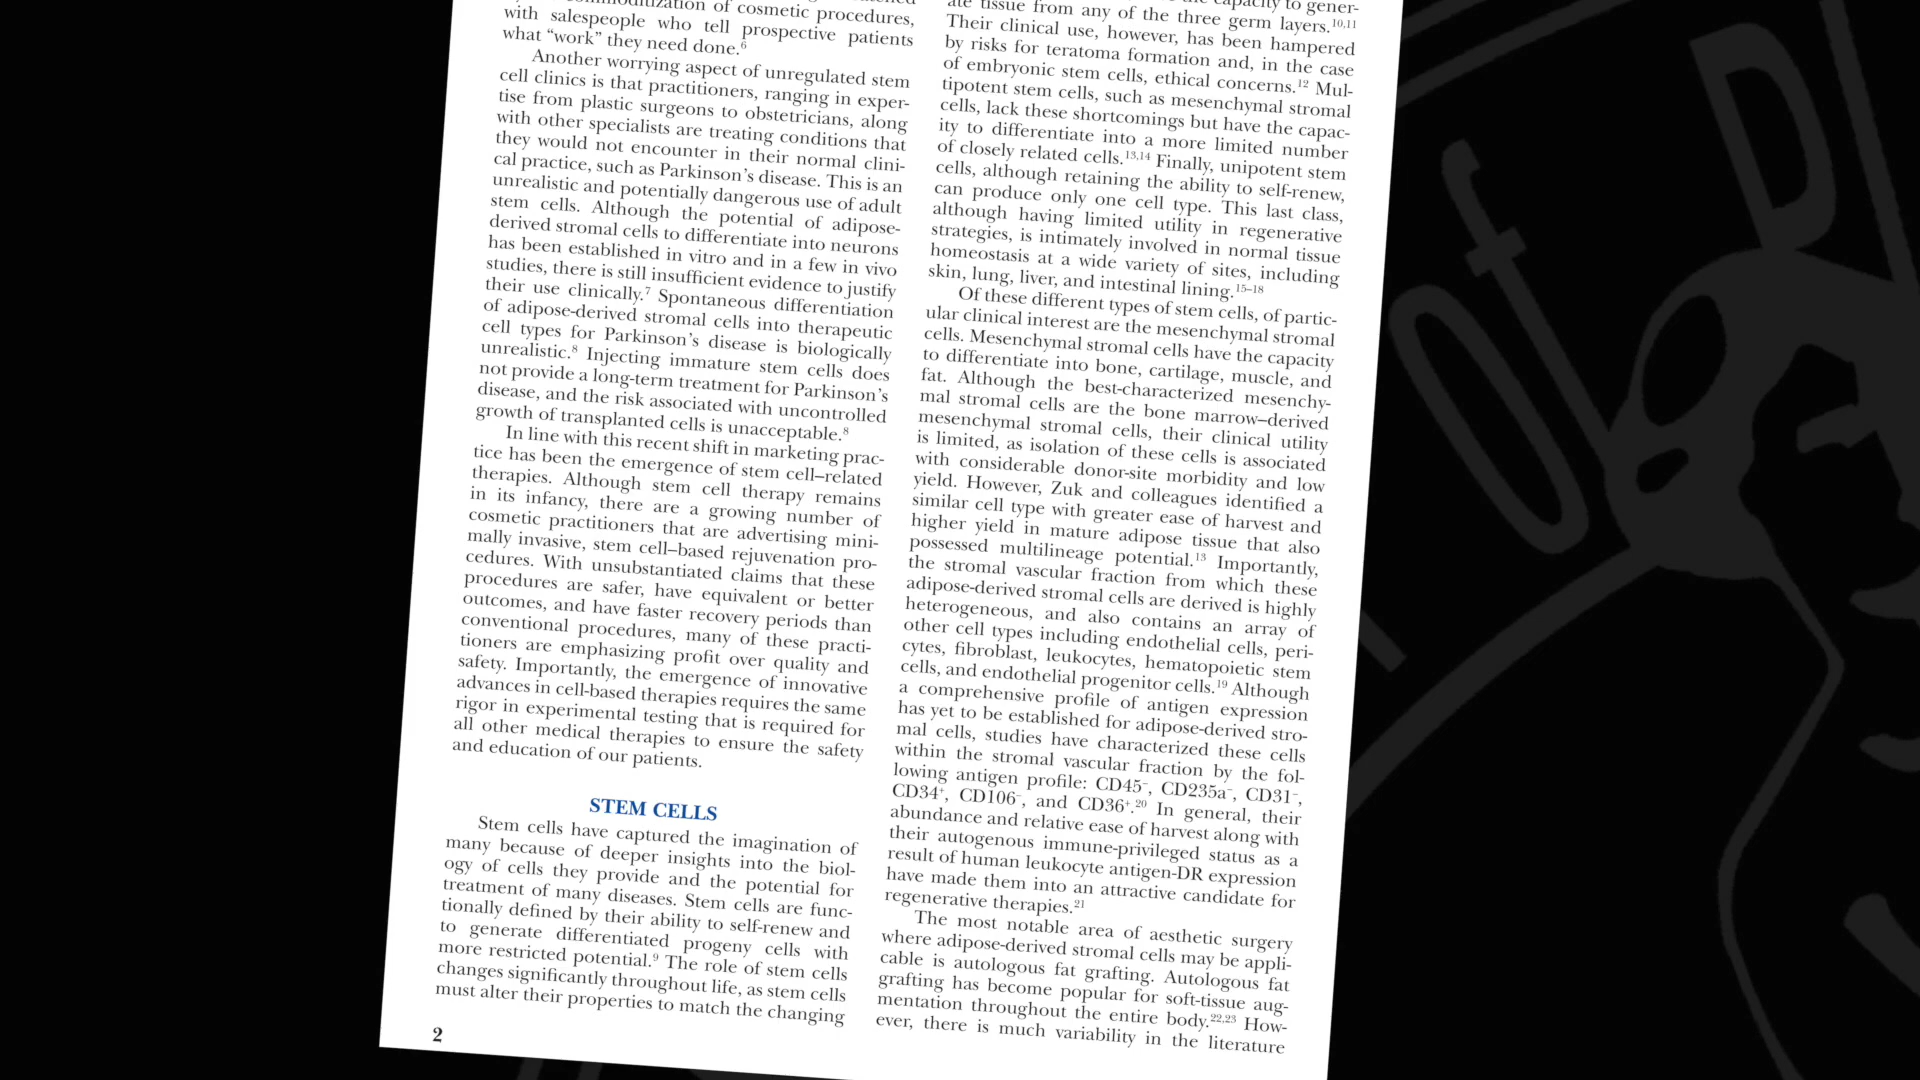 of cosmetic procedures,
with salespeople who tell prospective patients
what “work” they need done.6
Another worrying aspect of unregulated stem
cell clinics is that practitioners, ranging in exper-
tise from plastic surgeons to obstetricians, along
with other specialists are treating conditions that
they would not encounter in their normal clini-
cal practice, such as Parkinson’s disease. This is an
unrealistic and potentially dangerous use of adult
stem cells. Although the potential of adipose-
derived stromal cells to differentiate into neurons
has been established in vitro and in a few in vivo
studies, there is still insufficient evidence to justify
their use clinically.7 Spontaneous differentiation
of adipose-derived stromal cells into therapeutic
cell types for Parkinson’s disease is biologically
unrealistic.8 Injecting immature stem cells does
not provide a long-term treatment for Parkinson’s
disease, and the risk associated with uncontrolled
growth of transplanted cells is unacceptable.8
In line with this recent shift in marketing prac-
tice has been the emergence of stem cell–related
therapies. Although stem cell therapy remains
in its infancy, there are a growing number of
cosmetic practitioners that are advertising mini-
mally invasive, stem cell–based rejuvenation pro-
cedures. With unsubstantiated claims that these
procedures are safer, have equivalent or better
outcomes, and have faster recovery periods than
conventional procedures, many of these practi-
tioners are emphasizing profit over quality and
safety. Importantly, the emergence of innovative
advances in cell-based therapies requires the same
rigor in experimental testing that is required for
all other medical therapies to ensure the safety
and education of our patients.
STEM CELLS
Stem cells have captured the imagination of
many because of deeper insights into the biol-
ogy of cells they provide and the potential for
treatment of many diseases. Stem cells are func-
tionally defined by their ability to self-renew and
to generate differentiated progeny cells with
more restricted potential.9 The role of stem cells
changes significantly throughout life, as stem cells
must alter their properties to match the changing
2
capacity to gener-
ate tissue from any of the three germ layers.10,11
Their clinical use, however, has been hampered
by risks for teratoma formation and, in the case
of embryonic stem cells, ethical concerns.12 Mul-
tipotent stem cells, such as mesenchymal stromal
cells, lack these shortcomings but have the capac-
ity to differentiate into a more limited number
of closely related cells.13,14 Finally, unipotent stem
cells, although retaining the ability to self-renew,
can produce only one cell type. This last class,
although having limited utility in regenerative
strategies, is intimately involved in normal tissue
homeostasis at a wide variety of sites, including
skin, lung, liver, and intestinal lining.15–18
Of these different types of stem cells, of partic-
ular clinical interest are the mesenchymal stromal
cells. Mesenchymal stromal cells have the capacity
to differentiate into bone, cartilage, muscle, and
fat. Although the best-characterized mesenchy-
mal stromal cells are the bone marrow–derived
mesenchymal stromal cells, their clinical utility
is limited, as isolation of these cells is associated
with considerable donor-site morbidity and low
yield. However, Zuk and colleagues identified a
similar cell type with greater ease of harvest and
higher yield in mature adipose tissue that also
possessed multilineage potential.13 Importantly,
the stromal vascular fraction from which these
adipose-derived stromal cells are derived is highly
heterogeneous, and also contains an array of
other cell types including endothelial cells, peri-
cytes, fibroblast, leukocytes, hematopoietic stem
cells, and endothelial progenitor cells.19 Although
a comprehensive profile of antigen expression
has yet to be established for adipose-derived stro-
mal cells, studies have characterized these cells
within the stromal vascular fraction by the fol-
lowing antigen profile: CD45−, CD235a−, CD31−,
CD34+, CD106−, and CD36+.20 In general, their
abundance and relative ease of harvest along with
their autogenous immune-privileged status as a
result of human leukocyte antigen-DR expression
have made them into an attractive candidate for
regenerative therapies.21
The most notable area of aesthetic surgery
where adipose-derived stromal cells may be appli-
cable is autologous fat grafting. Autologous fat
grafting has become popular for soft-tissue aug-
mentation throughout the entire body.22,23 How-
ever, there is much variability in the literature
of D